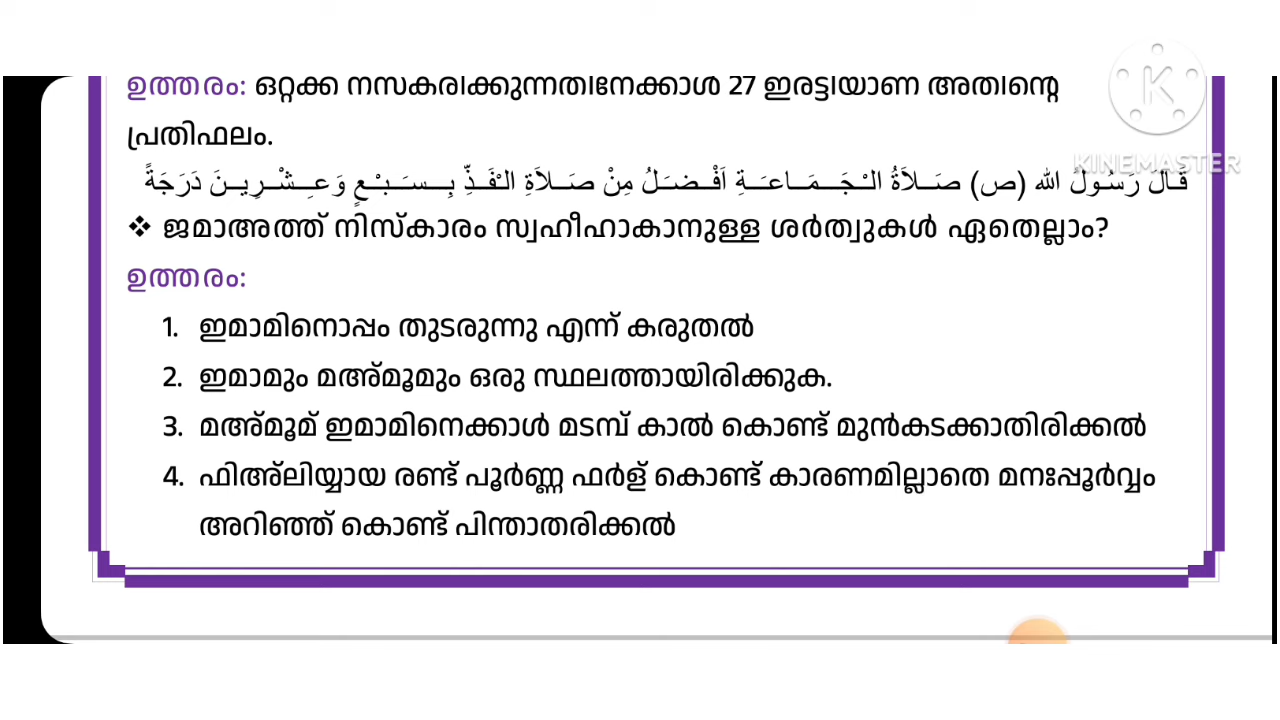 ഉത്തരം: ഒറ്റക്ക നസകരിക്കുന്നതിനേക്കാൾ 27 ഇരട്ടിയാണ അതിന്റെ
പ്രതിഫലം.
قَالَ رَسُولُ الله (ص) صَلاَةُ الْجَمَاعَةِ اَفْضَلُ مِنْ صَلاَةِ الْفَذِّ بِسَبْعٍ وَعِشْرِينَ دَرَجَةً
❖ ജമാഅത്ത് നിസ്കാരം സ്വഹീഹാകാനുള്ള ശർത്വുകൾ ഏതെല്ലാം?
ഉത്തരം:
1. ഇമാമിനൊപ്പം തുടരുന്നു എന്ന് കരുതൽ
2. ഇമാമും മഅ്മൂമും ഒരു സ്ഥലത്തായിരിക്കുക.
3. മഅ്മൂമ് ഇമാമിനെക്കാൾ മടമ്പ് കാൽ കൊണ്ട് മുൻകടക്കാതിരിക്കൽ
4. ഫിഅ്ലിയ്യായ രണ്ട് പൂർണ്ണ ഫർള് കൊണ്ട് കാരണമില്ലാതെ മനഃപ്പൂർവ്വം
അറിഞ്ഞ് കൊണ്ട് പിന്താതരിക്കൽ
KINEMASTER